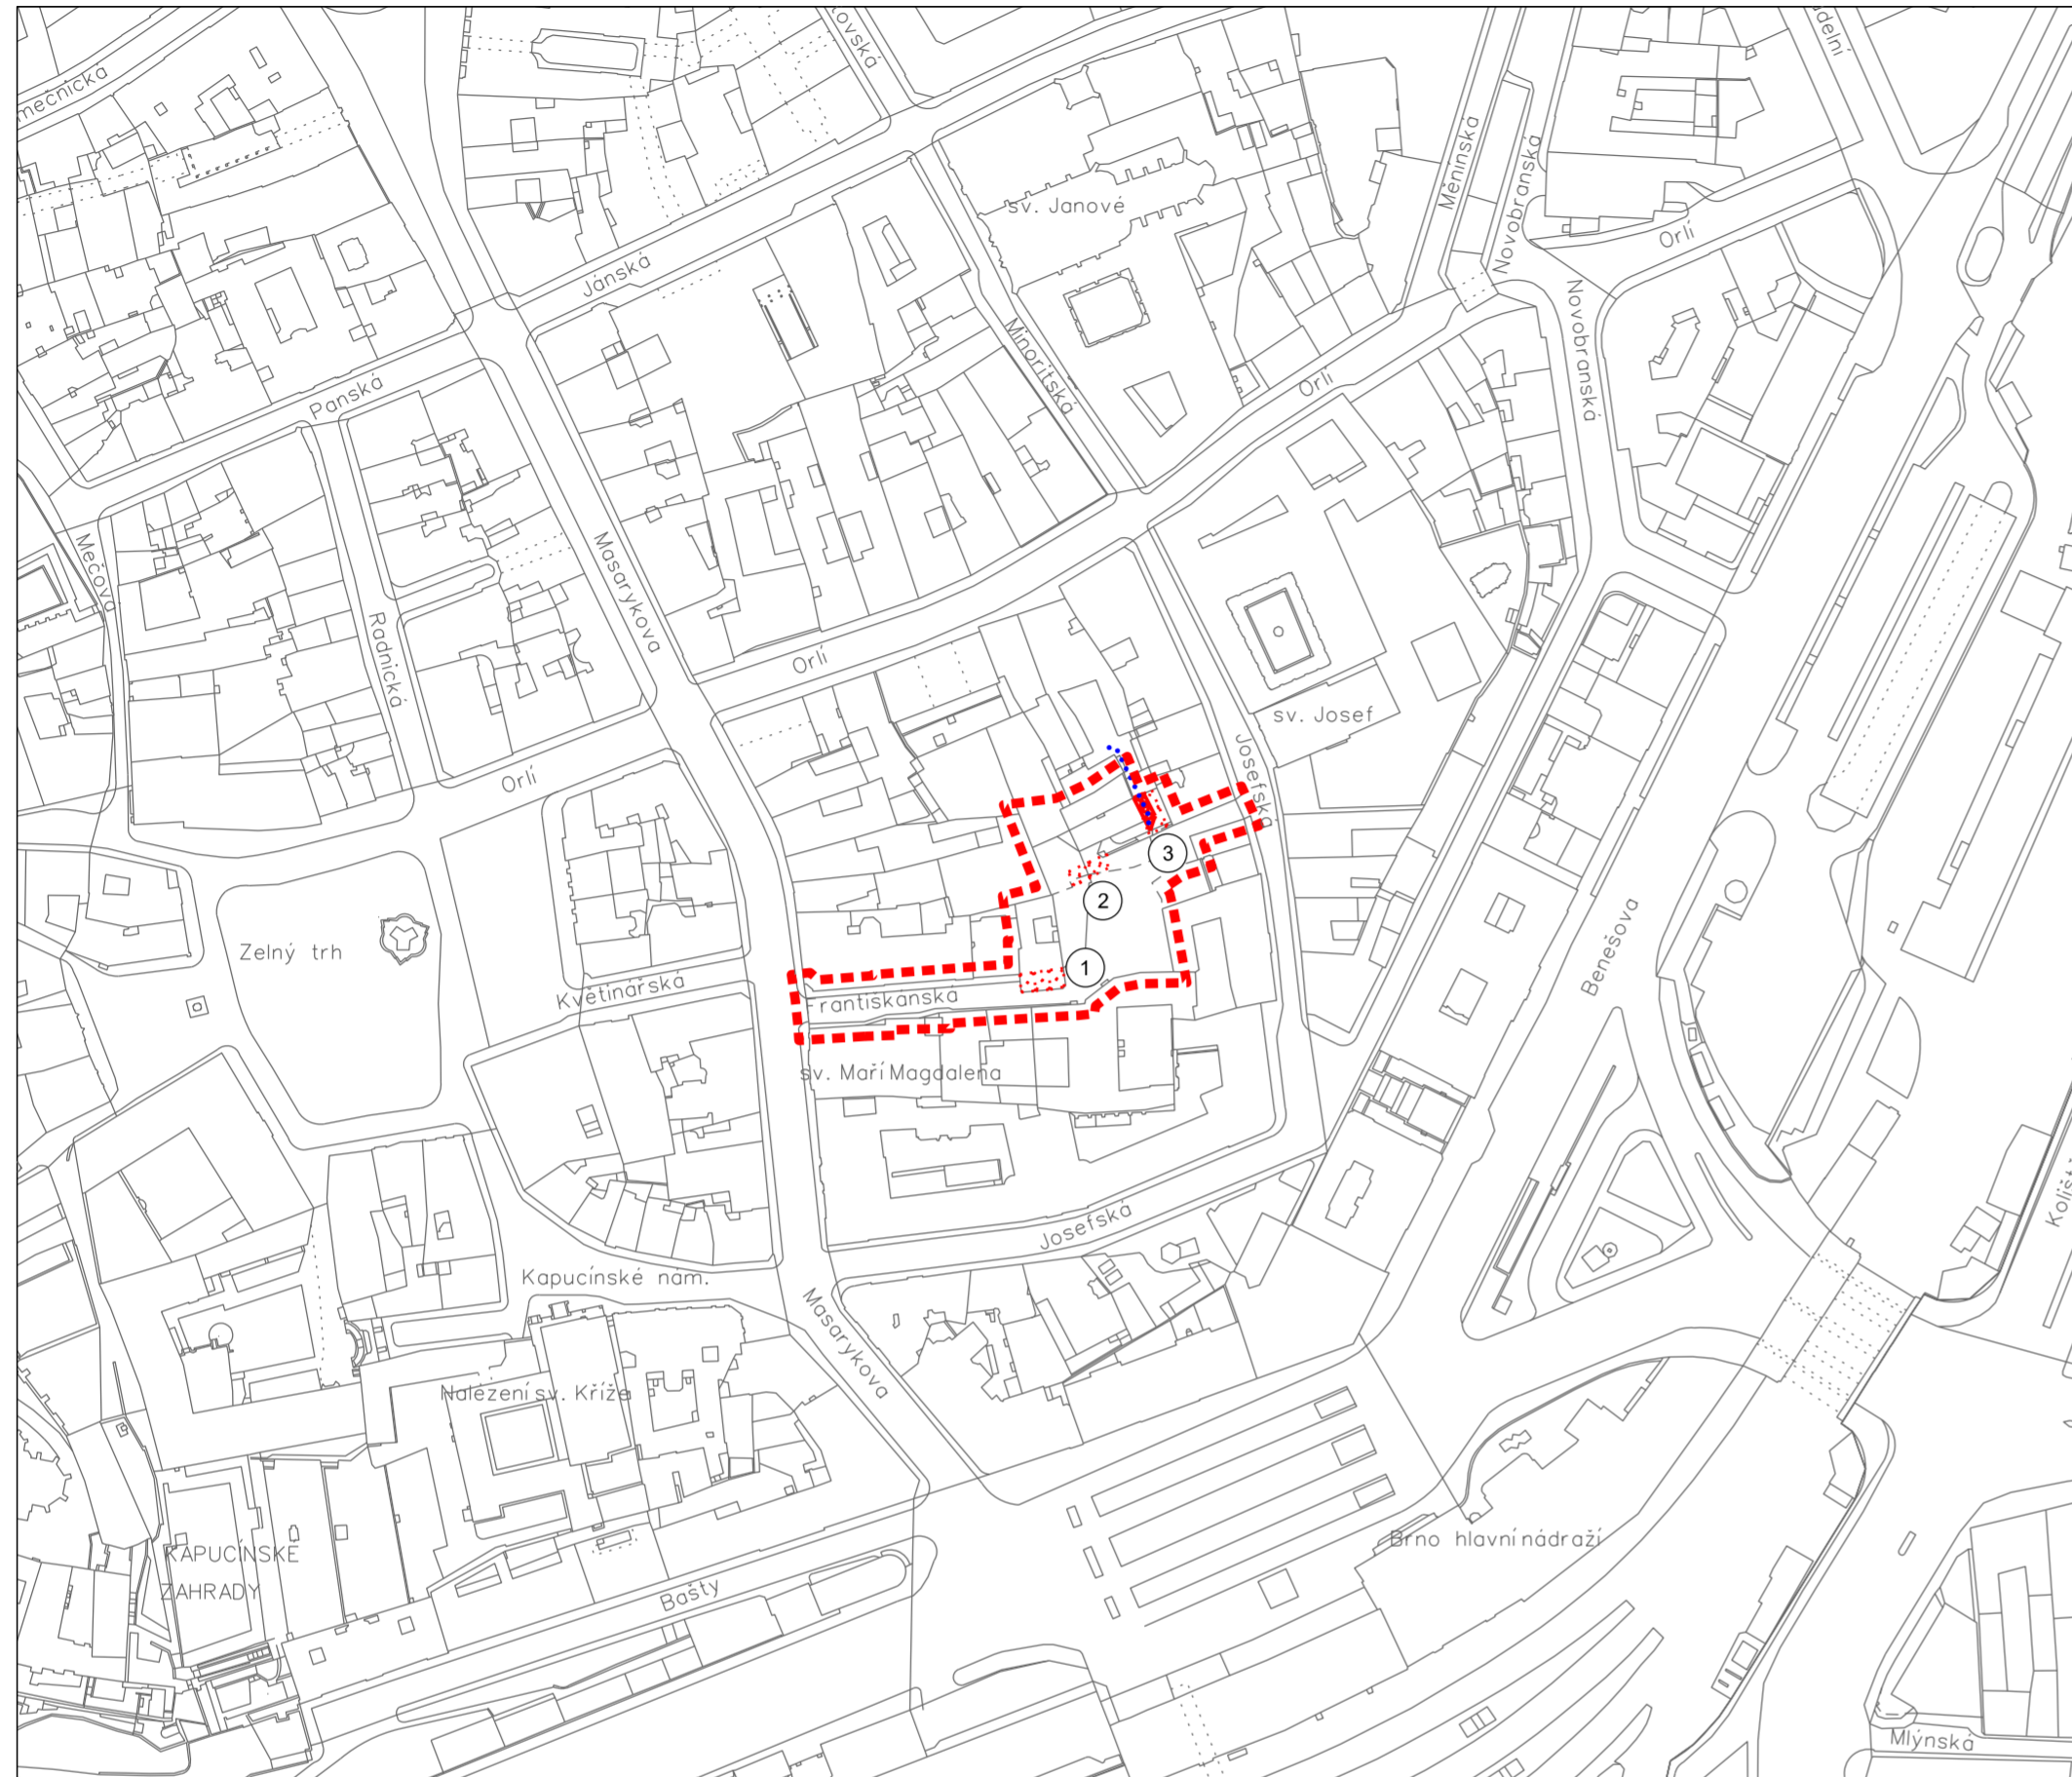 sv. Janové
Měnínská
Novobranská
Orlí
Jánská
Minoritská
Novobranská
Panská
Orlí
Mečová
Masarykova
Radnická
Orlí
sv. Josef
Josefská
Orlí
3
2
1
Zelný trh
Benešova
Květinářská
Františkánská
sv. Maří Magdalena
Josefská
Kapucínské nám.
Masarykova
Nalezení sv. Kříže
Brno hlavní nádraží
KAPUCÍNSKÉ
ZAHRADY
Bašty
Mlýnská